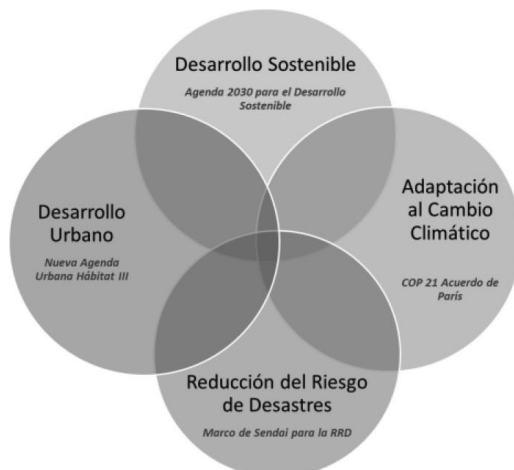 Desarrollo Sostenible
Agenda 2030 para el Desarrollo
Sostenible
Desarrollo
Urbano
Nueva Agenda
Urbana Hábitat III
Adaptación
al Cambio
Climático
COP 21 Acuerdo de
París
Reducción del Riesgo
de Desastres
Marco de Sendai para la RRD